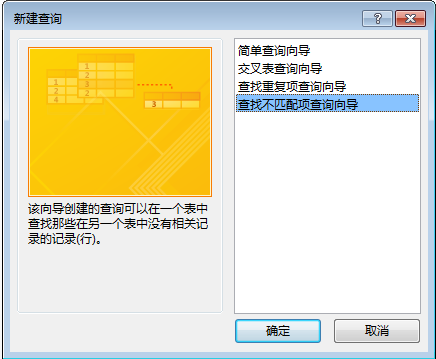 新建查询
简单查询向导
交叉表查询向导
查找重复项查询向导
查找不匹配项查询向导
1
2
3
4
1
2
3
2
3
该向导创建的查询可以在一个表中
查找那些在另一个表中没有相关记
录的记录(行)。
确定
取消